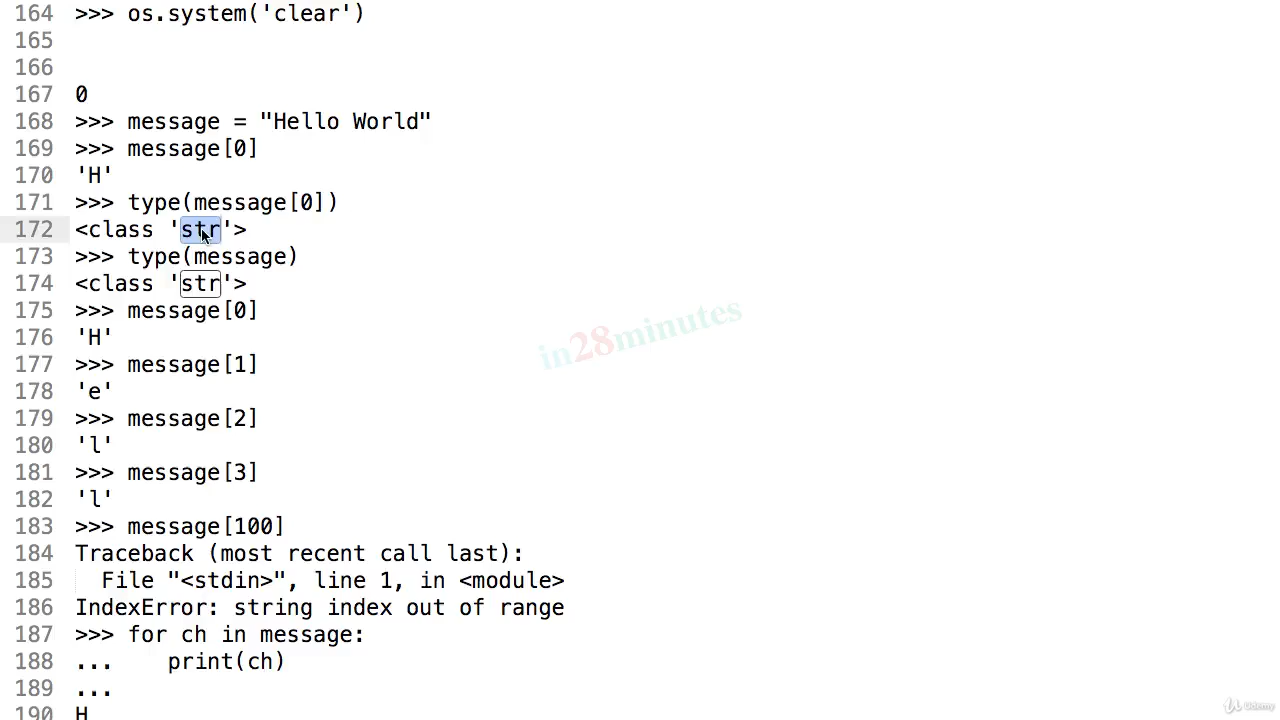 164 >>> os.system('clear')
165
166
167 0
168 >>> message = "Hello World"
169 >>> message[0]
170 'H'
171 >>> type(message[0])
172 <class 'str'>
173 >>> type(message)
174 <class 'str'>
175 >>> message[0]
176 'H'
177 >>> message[1]
178 'e'
179 >>> message[2]
180 'l'
181 >>> message[3]
182 'l'
183 >>> message[100]
184 Traceback (most recent call last):
185   File "<stdin>", line 1, in <module>
186 IndexError: string index out of range
187 >>> for ch in message:
188 ...    print(ch)
189 ...
190 H
in28minutes
Udemy